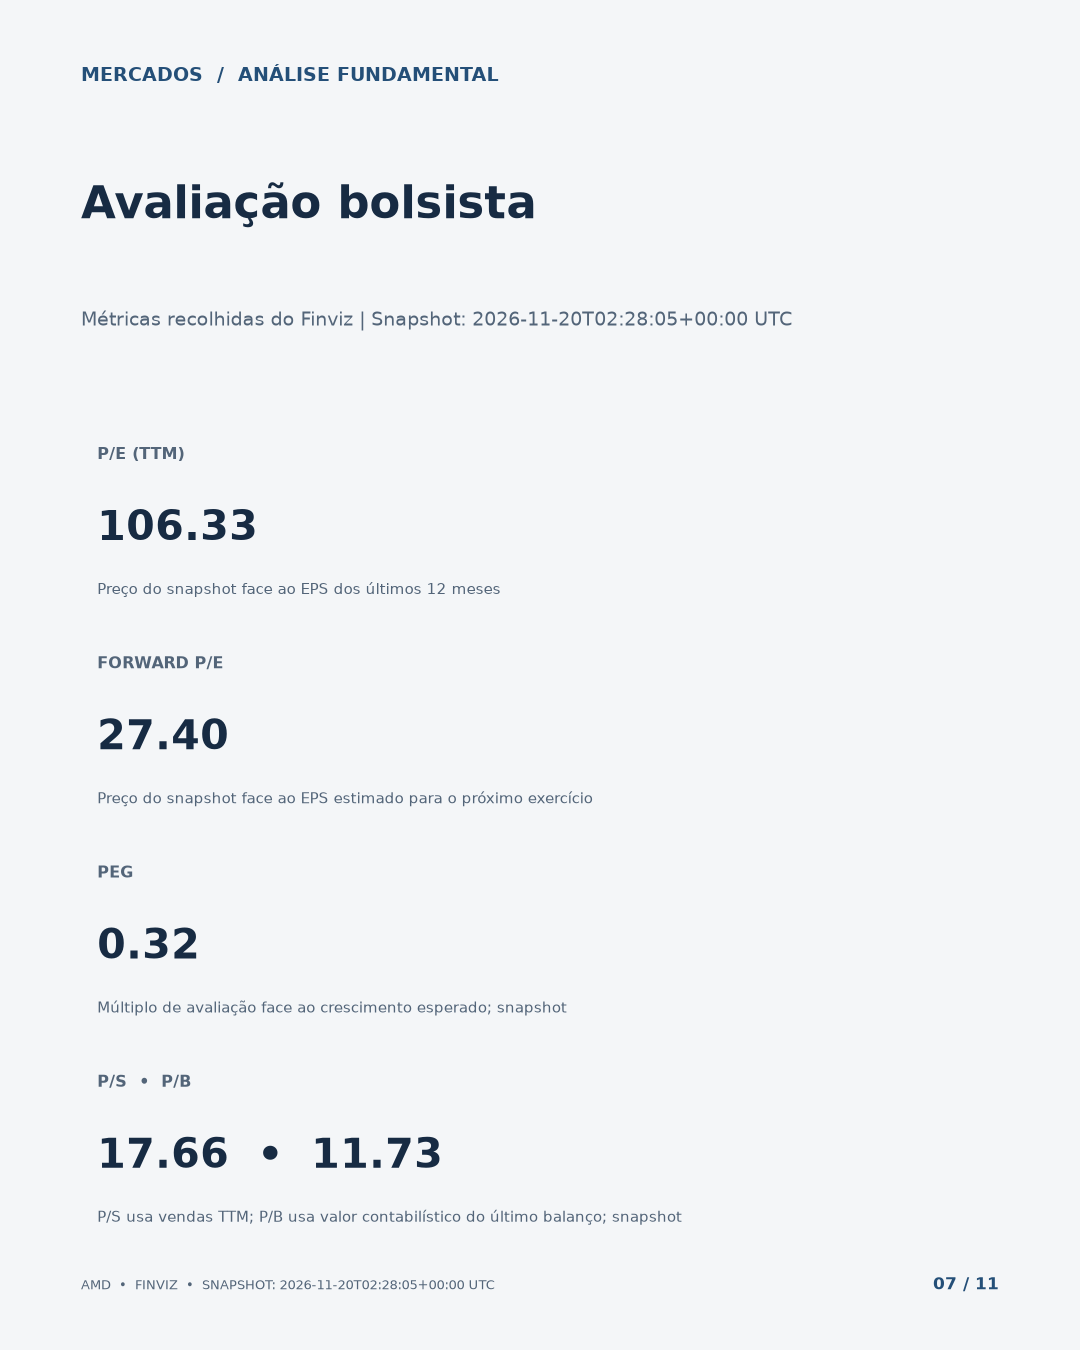 MERCADOS / ANÁLISE FUNDAMENTAL
Avaliação bolsista
Métricas recolhidas do Finviz | Snapshot: 2026-11-20T02:28:05+00:00 UTC
P/E (TTM)
106.33
Preço do snapshot face ao EPS dos últimos 12 meses
FORWARD P/E
27.40
Preço do snapshot face ao EPS estimado para o próximo exercício
PEG
0.32
Múltiplo de avaliação face ao crescimento esperado; snapshot
P/S • P/B
17.66 • 11.73
P/S usa vendas TTM; P/B usa valor contabilístico do último balanço; snapshot
AMD • FINVIZ • SNAPSHOT: 2026-11-20T02:28:05+00:00 UTC
07 / 11